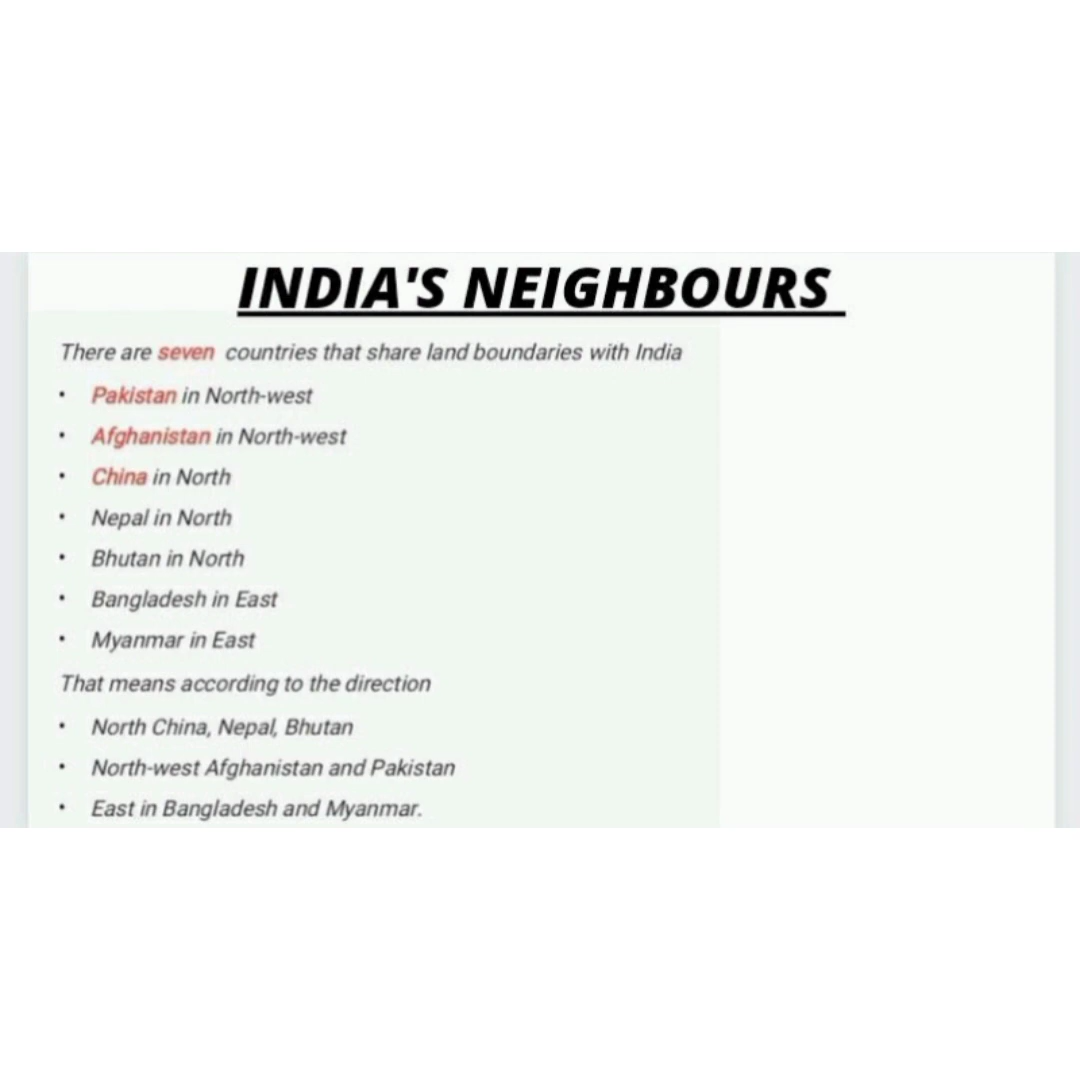 INDIA'S NEIGHBOURS
There are seven countries that share land boundaries with India
• Pakistan in North-west
• Afghanistan in North-west
• China in North
• Nepal in North
• Bhutan in North
• Bangladesh in East
• Myanmar in East
That means according to the direction
• North China, Nepal, Bhutan
• North-west Afghanistan and Pakistan
• East in Bangladesh and Myanmar.